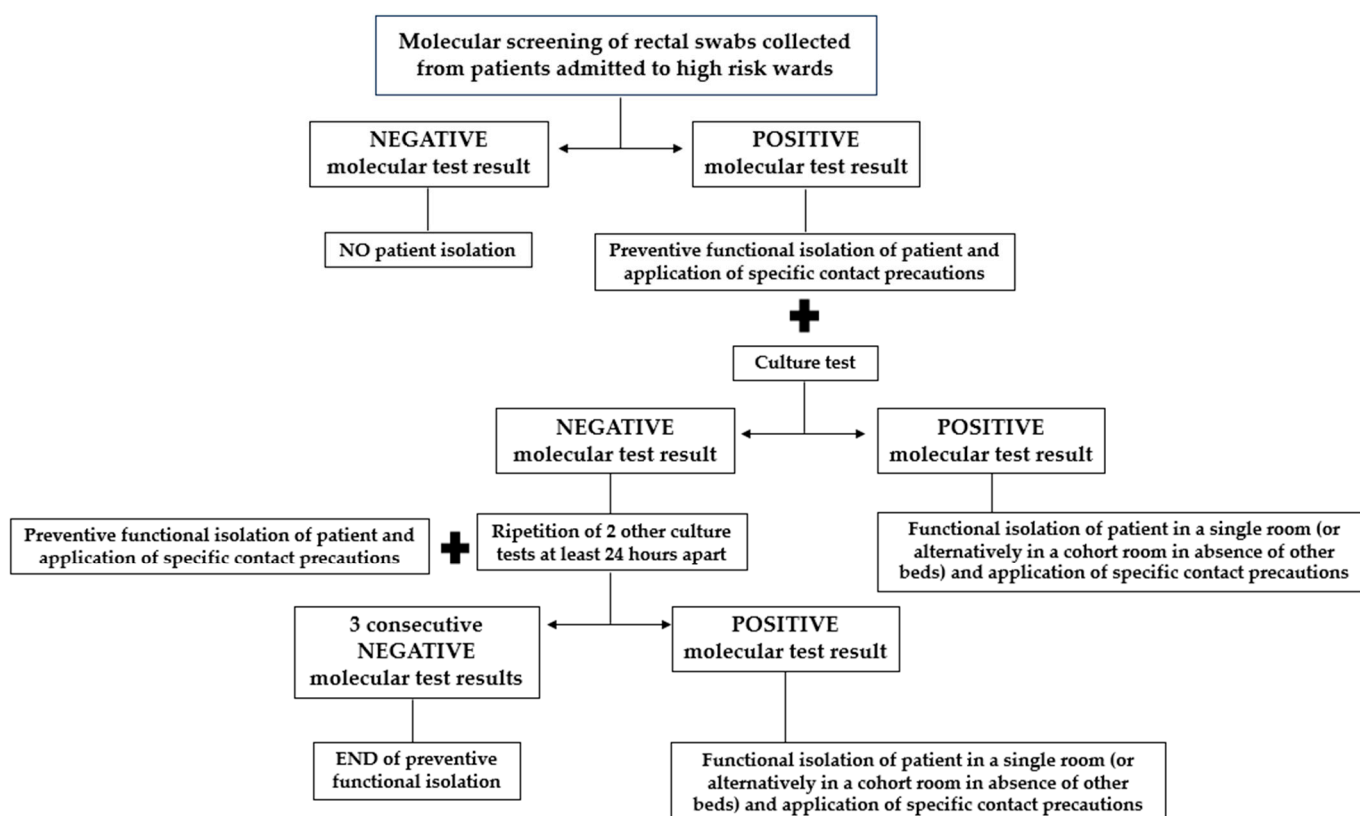 Molecular screening of rectal swabs collected
from patients admitted to high risk wards
NEGATIVE
molecular test result
POSITIVE
molecular test result
NO patient isolation
Preventive functional isolation of patient and
application of specific contact precautions
Culture test
NEGATIVE
molecular test result
POSITIVE
molecular test result
Preventive functional isolation of patient and
application of specific contact precautions
Ripetition of 2 other culture
tests at least 24 hours apart
Functional isolation of patient in a single room (or
alternatively in a cohort room in absence of other
beds) and application of specific contact precautions
3 consecutive
NEGATIVE
molecular test results
POSITIVE
molecular test result
END of preventive
functional isolation
Functional isolation of patient in a single room (or
alternatively in a cohort room in absence of other
beds) and application of specific contact precautions